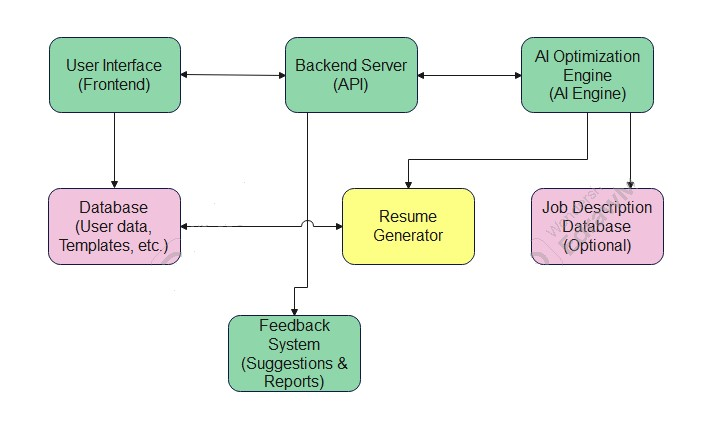 User Interface
(Frontend)
Backend Server
(API)
AI Optimization
Engine
(AI Engine)
Database
(User data,
Templates, etc.)
Resume
Generator
Job Description
Database
(Optional)
Feedback
System
(Suggestions &
Reports)